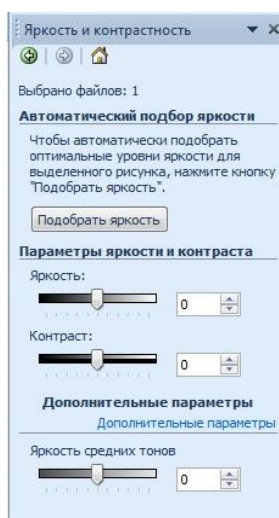 Яркость и контрастность
Выбрано файлов: 1
Автоматический подбор яркости
Чтобы автоматически подобрать
оптимальные уровни яркости для
выделенного рисунка, нажмите кнопку
"Подобрать яркость".
Подобрать яркость
Параметры яркости и контраста
Яркость:
0
Контраст:
0
Дополнительные параметры
Дополнительные параметры
Яркость средних тонов
0